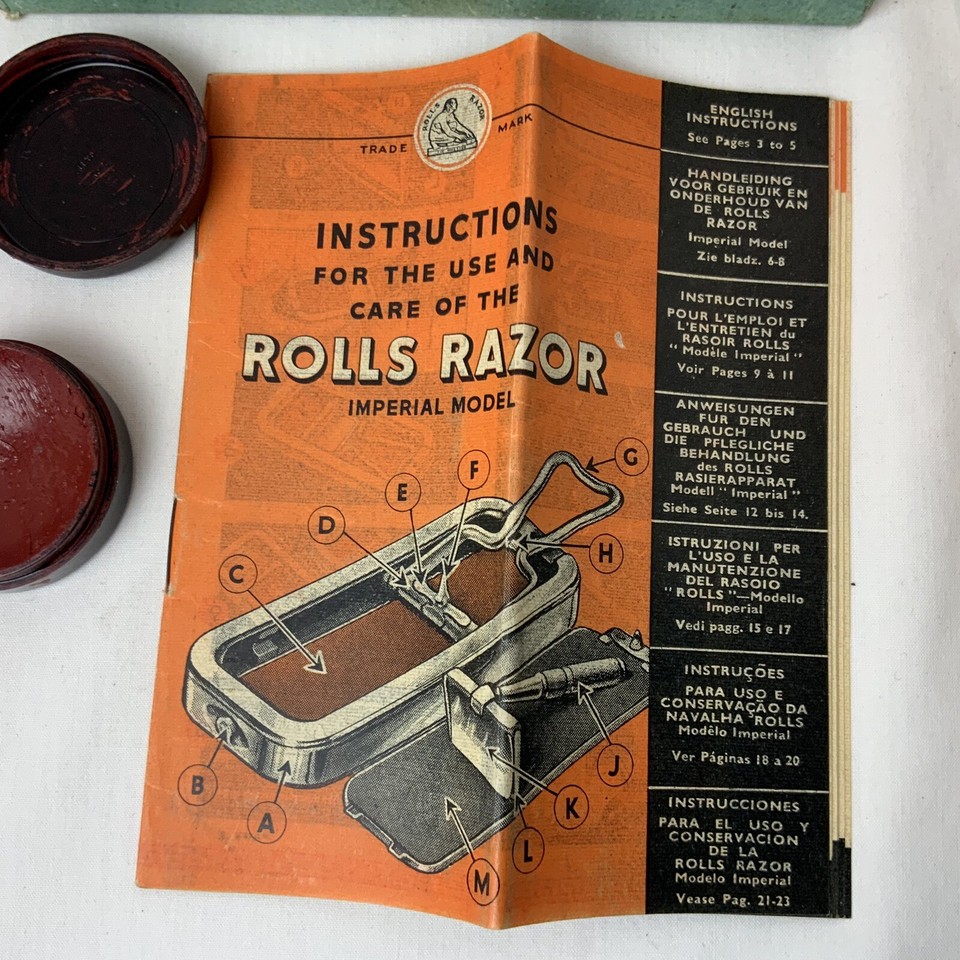 ROLLS RAZOR
TRADE MARK
INSTRUCTIONS
FOR THE USE AND
CARE OF THE
ROLLS RAZOR
IMPERIAL MODEL
G
F
E
D
H
C
B
A
J
K
L
M
ENGLISH
INSTRUCTIONS
See Pages 3 to 5
HANDLEIDING
VOOR GEBRUIK EN
ONDERHOUD VAN
DE ROLLS
RAZOR
Imperial Model
Zie bladz. 6-8
INSTRUCTIONS
POUR L'EMPLOI ET
L'ENTRETIEN du
RASOIR ROLLS
"Modèle Imperial"
Voir Pages 9 à 11
ANWEISUNGEN
FUR DEN
GEBRAUCH UND
DIE PFLEGLICHE
BEHANDLUNG
des ROLLS
RASIERAPPARAT
Modell "Imperial"
Siehe Seite 12 bis 14.
ISTRUZIONI PER
L'USO E LA
MANUTENZIONE
DEL RASOIO
"ROLLS"—Modello
Imperial
Vedi pagg. 15 e 17
INSTRUÇÕES
PARA USO E
CONSERVAÇÃO DA
NAVALHA ROLLS
Modêlo Imperial
Ver Páginas 18 a 20
INSTRUCCIONES
PARA EL USO Y
CONSERVACION
DE LA
ROLLS RAZOR
Modelo Imperial
Vease Pag. 21-23